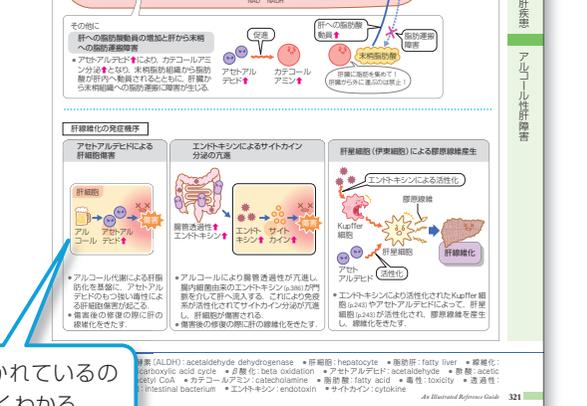 NAD NADH
その他に
肝への脂肪酸動員の増加と肝から末梢
への脂肪運搬障害
●アセトアルデヒド⬆により、カテコールアミ
ン分泌⬆となり、末梢脂肪組織から脂肪
酸が肝内へ動員されるとともに、肝臓か
ら末梢組織への脂肪運搬に障害が生じる.
促進
アセトアル
デヒド⬆
カテコール
アミン⬆
肝への脂肪酸
動員⬆
脂肪運搬
障害
末梢脂肪酸
肝臓に脂肪を集めて！
肝臓から外に運ぶのは禁止！
肝疾患
アルコール性肝障害
肝線維化の発症機序
アセトアルデヒドによる
肝細胞傷害
肝細胞
アル
コール
アセトアル
デヒド⬆
傷害
●アルコール代謝による肝脂
肪化を基盤に、アセトアル
デヒドのもつ強い毒性によ
る肝細胞傷害が起こる.
●傷害後の修復の際に肝の
線維化をきたす.
エンドトキシンによるサイトカイン
分泌の亢進
腸管透過性⬆
エンドトキシン⬆
エンドト
キシン⬆
サイト
カイン⬆
傷害
●アルコールにより腸管透過性が亢進し、
腸内細菌由来のエンドトキシン(p.386)が門
脈を介して肝へ流入する. これにより免疫
系が活性化されてサイトカイン分泌が亢進
し、肝細胞が傷害される.
●傷害後の修復の際に肝の線維化をきたす.
肝星細胞（伊東細胞）による膠原線維産生
エンドトキシンによる活性化
Kupffer
細胞
膠原線維
肝星細胞
アセト
アルデヒド
活性化
肝線維化
●エンドトキシンにより活性化されたKupffer細
胞(p.243)やアセトアルデヒドによって、肝星
細胞(p.243)が活性化され、膠原線維を産生
し、線維化をきたす.
かれているの
くわかる
酵素（ALDH）：acetaldehyde dehydrogenase ●肝細胞：hepatocyte ●脂肪肝：fatty liver ●線維化：
carboxylic acid cycle ●β酸化：beta oxidation ●アセトアルデヒド：acetaldehyde ●酢酸：acetic
acetyl CoA ●カテコールアミン：catecholamine ●脂肪酸：fatty acid ●毒性：toxicity ●透過性：
：intestinal bacterium ●エンドトキシン：endotoxin ●サイトカイン：cytokine
An Illustrated Reference Guide 321